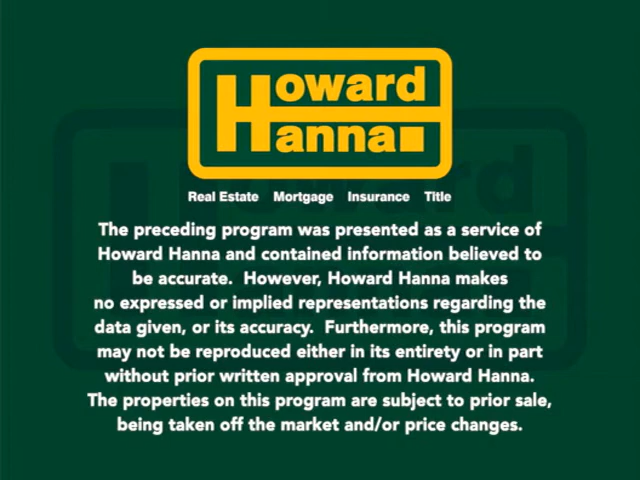 Howard
Hanna
Real Estate Mortgage Insurance Title
The preceding program was presented as a service of
Howard Hanna and contained information believed to
be accurate. However, Howard Hanna makes
no expressed or implied representations regarding the
data given, or its accuracy. Furthermore, this program
may not be reproduced either in its entirety or in part
without prior written approval from Howard Hanna.
The properties on this program are subject to prior sale,
being taken off the market and/or price changes.